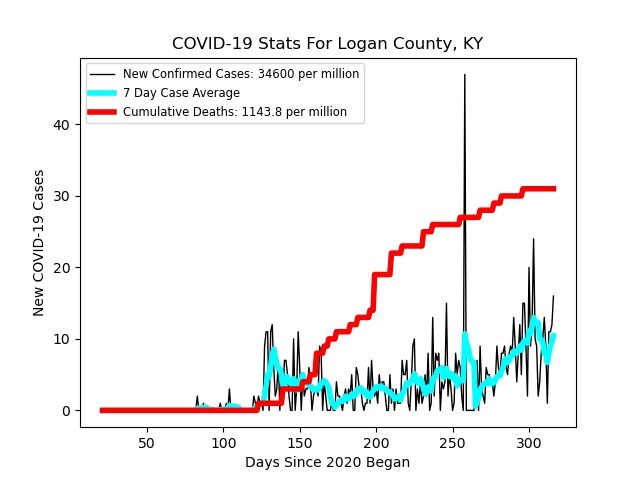 COVID-19 Stats For Logan County, KY
New Confirmed Cases: 34600 per million
7 Day Case Average
Cumulative Deaths: 1143.8 per million
New COVID-19 Cases
40
30
20
10
0
50 100 150 200 250 300
Days Since 2020 Began